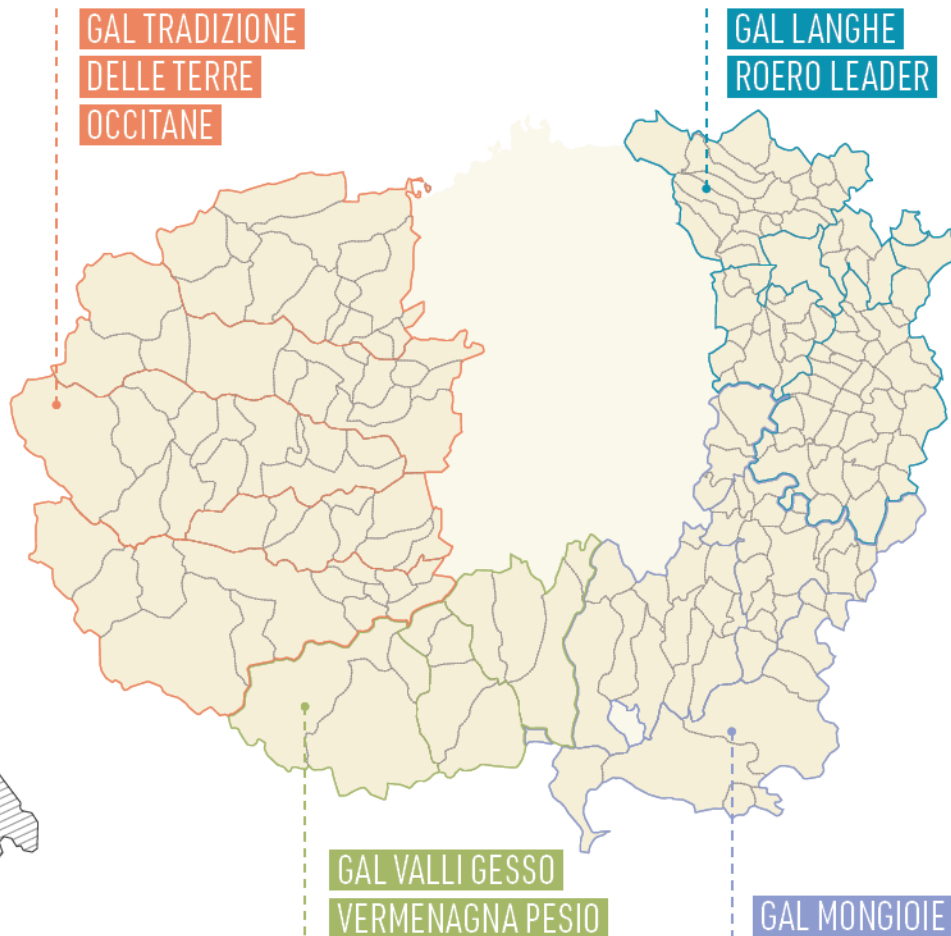 GAL TRADIZIONE
DELLE TERRE
OCCITANE
GAL LANGHE
ROERO LEADER
GAL VALLI GESSO
VERMENAGNA PESIO
GAL MONGIOIE